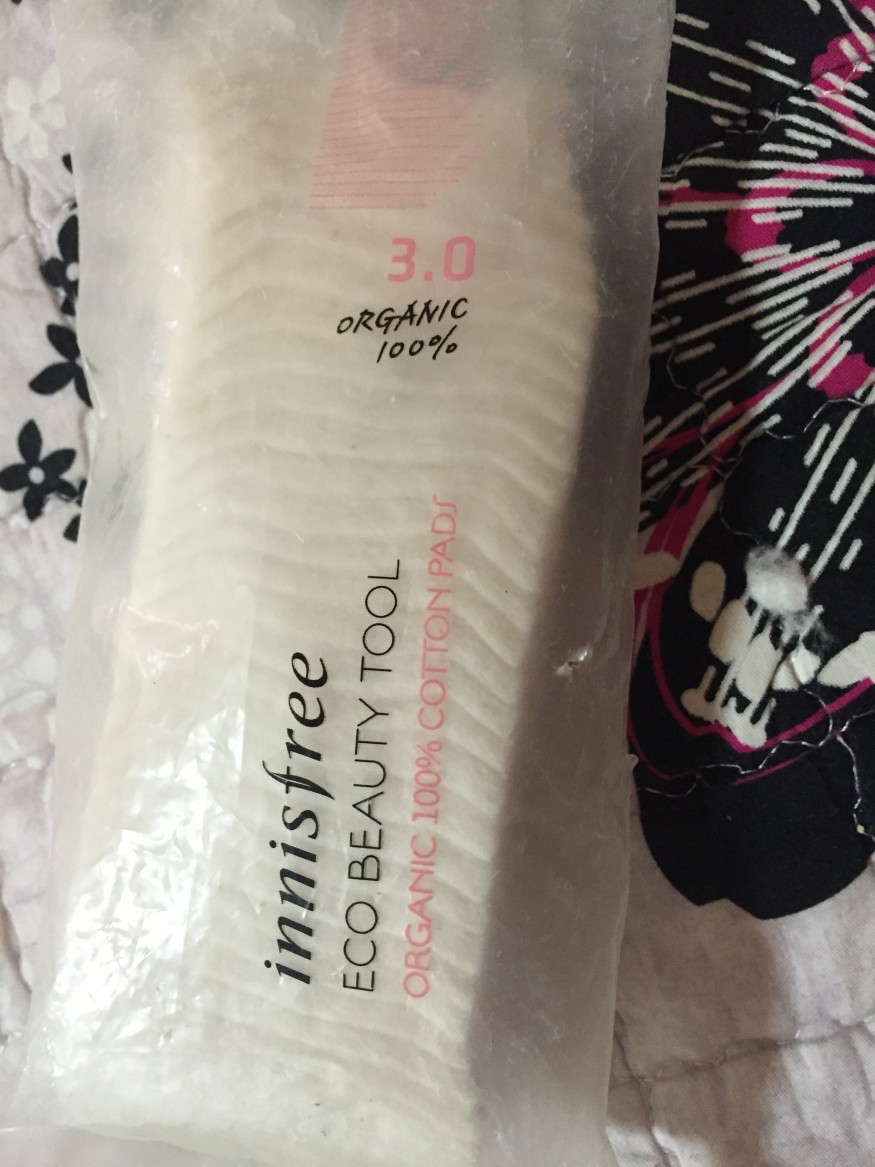 3.0
ORGANIC
100%
innisfree
ECO BEAUTY TOOL
ORGANIC 100% COTTON PADS